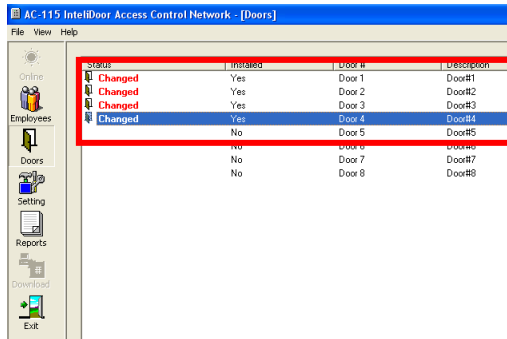 AC-115 InteliDoor Access Control Network - [Doors]
File View Help
Status Installed Door # Description
Changed Yes Door 1 Door#1
Changed Yes Door 2 Door#2
Changed Yes Door 3 Door#3
Changed Yes Door 4 Door#4
No Door 5 Door#5
No Door 6 Door#6
No Door 7 Door#7
No Door 8 Door#8
Online
Employees
Doors
Setting
Reports
Download
Exit